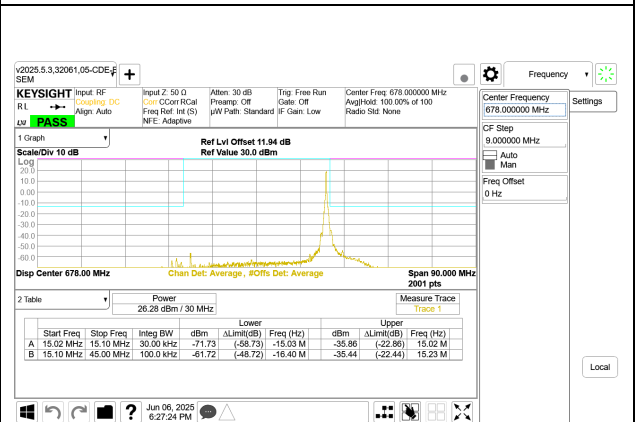 v2025.5.3,32061,05-CDE-F
SEM
+
Frequency
KEYSIGHT
Input: RF
Coupling: DC
Align: Auto
Input Z: 50 Ω
Corr CCorr RCal
Freq Ref: Int (S)
NFE: Adaptive
Atten: 30 dB
Preamp: Off
µW Path: Standard
Trig: Free Run
Gate: Off
IF Gain: Low
Center Freq: 678.000000 MHz
Avg|Hold: 100.00% of 100
Radio Std: None
R L
LXI
PASS
Center Frequency
678.000000 MHz
Settings
CF Step
9.000000 MHz
Auto
Man
Freq Offset
0 Hz
1 Graph
Ref Lvl Offset 11.94 dB
Scale/Div 10 dB
Ref Value 30.0 dBm
Log
20.0
10.0
0.00
-10.0
-20.0
-30.0
-40.0
-50.0
-60.0
Disp Center 678.00 MHz
Chan Det: Average, #Offs Det: Average
Span 90.000 MHz
2001 pts
2 Table
Power
26.28 dBm / 30 MHz
Measure Trace
Trace 1
Lower Upper
Start Freq Stop Freq Integ BW dBm ΔLimit(dB) Freq (Hz) dBm ΔLimit(dB) Freq (Hz)
A 15.02 MHz 15.10 MHz 30.00 kHz -71.73 (-58.73) -15.03 M -35.86 (-22.86) 15.02 M
B 15.10 MHz 45.00 MHz 100.0 kHz -61.72 (-48.72) -16.40 M -35.44 (-22.44) 15.23 M
Local
?
Jun 06, 2025
6:27:24 PM